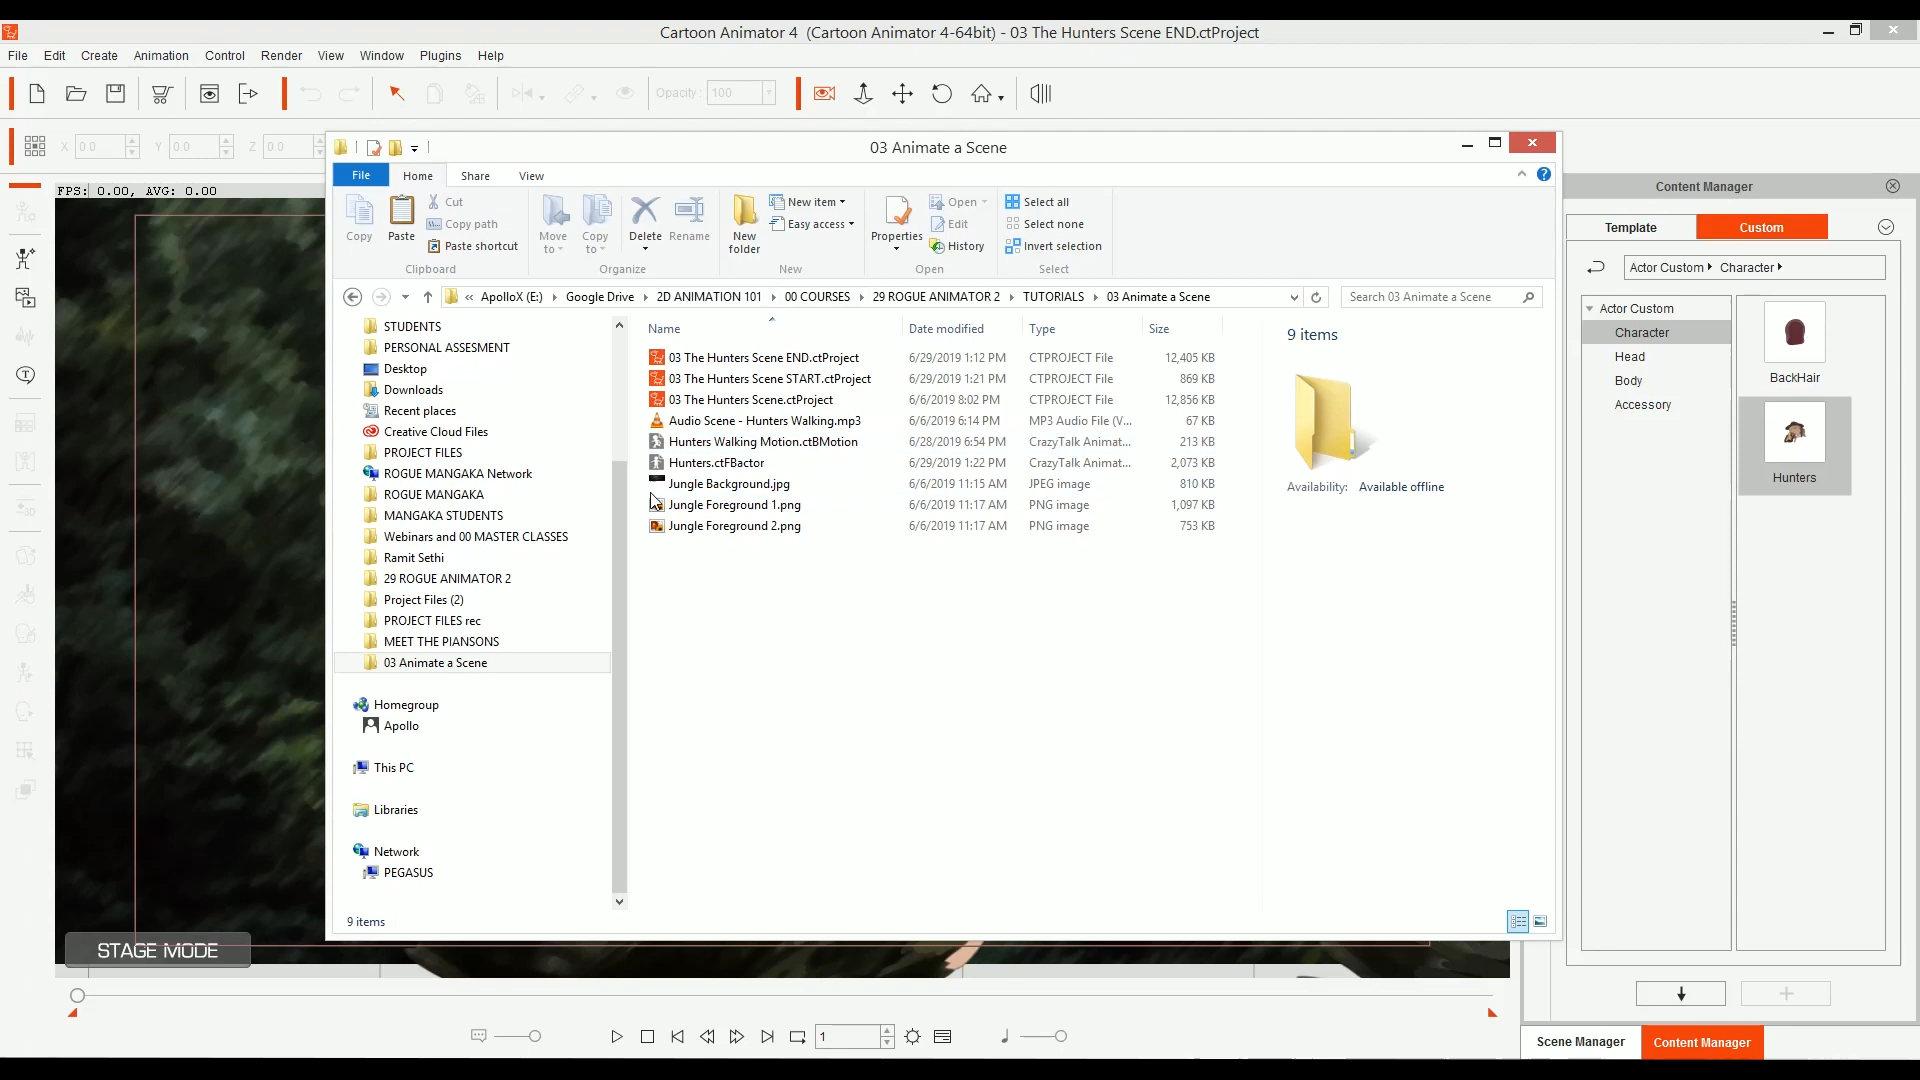 Cartoon Animator 4  (Cartoon Animator 4-64bit) - 03 The Hunters Scene END.ctProject
File Edit Create Animation Control Render View Window Plugins Help
Opacity: 100
X 0.0 Y 0.0 Z 0.0
03 Animate a Scene
File Home Share View
FPS: 0.00, AVG: 0.00
Copy
Paste
Cut
Copy path
Paste shortcut
Clipboard
Move to
Copy to
Delete
Rename
Organize
New folder
New item
Easy access
New
Properties
Open
Edit
History
Open
Select all
Select none
Invert selection
Select
« ApolloX (E:) Google Drive 2D ANIMATION 101 00 COURSES 29 ROGUE ANIMATOR 2 TUTORIALS 03 Animate a Scene
Search 03 Animate a Scene
STUDENTS
PERSONAL ASSESMENT
Desktop
Downloads
Recent places
Creative Cloud Files
PROJECT FILES
ROGUE MANGAKA Network
ROGUE MANGAKA
MANGAKA STUDENTS
Webinars and 00 MASTER CLASSES
Ramit Sethi
29 ROGUE ANIMATOR 2
Project Files (2)
PROJECT FILES rec
MEET THE PIANSONS
03 Animate a Scene
Homegroup
Apollo
This PC
Libraries
Network
PEGASUS
9 items
Name Date modified Type Size
03 The Hunters Scene END.ctProject 6/29/2019 1:12 PM CTPROJECT File 12,405 KB
03 The Hunters Scene START.ctProject 6/29/2019 1:21 PM CTPROJECT File 869 KB
03 The Hunters Scene.ctProject 6/6/2019 8:02 PM CTPROJECT File 12,856 KB
Audio Scene - Hunters Walking.mp3 6/6/2019 6:14 PM MP3 Audio File (V... 67 KB
Hunters Walking Motion.ctBMotion 6/28/2019 6:54 PM CrazyTalk Animat... 213 KB
Hunters.ctFBactor 6/29/2019 1:22 PM CrazyTalk Animat... 2,073 KB
Jungle Background.jpg 6/6/2019 11:15 AM JPEG image 810 KB
Jungle Foreground 1.png 6/6/2019 11:17 AM PNG image 1,097 KB
Jungle Foreground 2.png 6/6/2019 11:17 AM PNG image 753 KB
9 items
Availability: Available offline
Content Manager
Template Custom
Actor Custom Character
Actor Custom
Character
Head
Body
Accessory
BackHair
Hunters
STAGE MODE
1
Scene Manager Content Manager